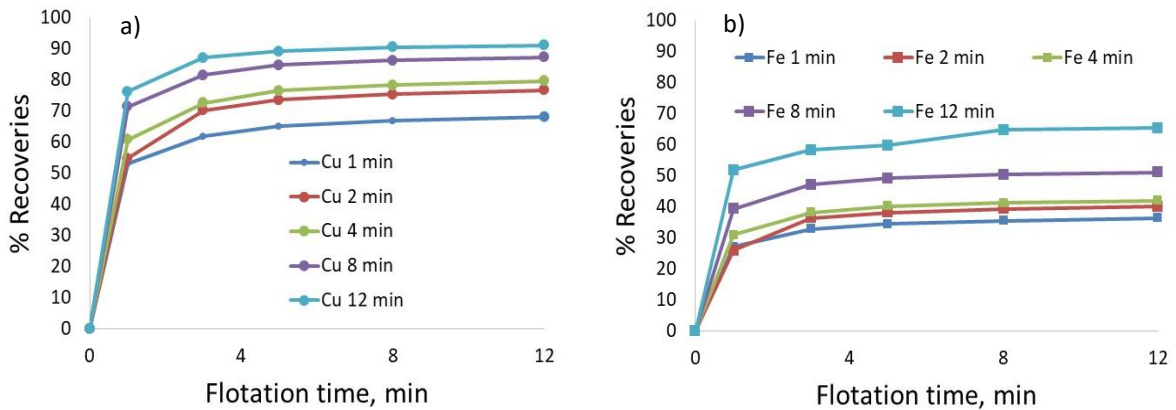 a)
% Recoveries
100
90
80
70
60
50
40
30
20
10
0
Cu 1 min
Cu 2 min
Cu 4 min
Cu 8 min
Cu 12 min
0 4 8 12
Flotation time, min
b)
% Recoveries
100
90
80
70
60
50
40
30
20
10
0
Fe 1 min Fe 2 min Fe 4 min
Fe 8 min Fe 12 min
0 4 8 12
Flotation time, min